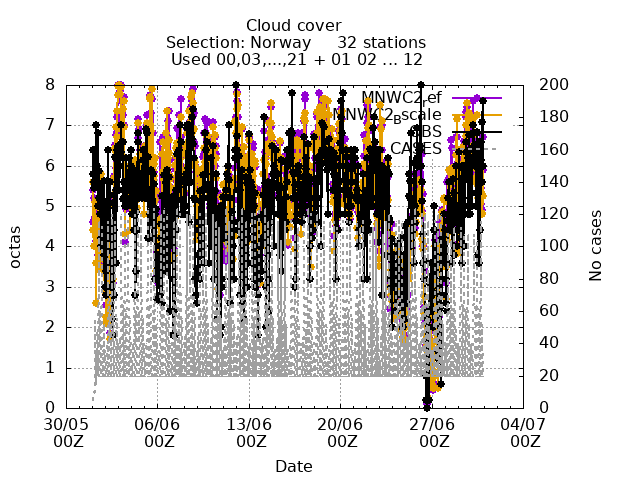 Cloud cover
Selection: Norway 32 stations
Used 00,03,...,21 + 01 02 ... 12
MNWC2ref
MNWC2Bscale
OBS
CASES
octas
No cases
8
7
6
5
4
3
2
1
0
200
180
160
140
120
100
80
60
40
20
0
30/05 06/06 13/06 20/06 27/06 04/07
00Z 00Z 00Z 00Z 00Z 00Z
Date